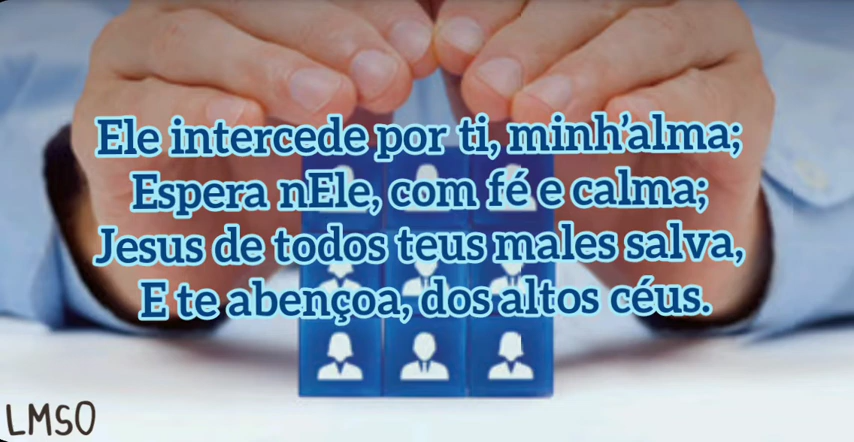 Ele intercede por ti, minh’alma;
Espera nEle, com fé e calma;
Jesus de todos teus males salva,
E te abençoa, dos altos céus.
LMSO